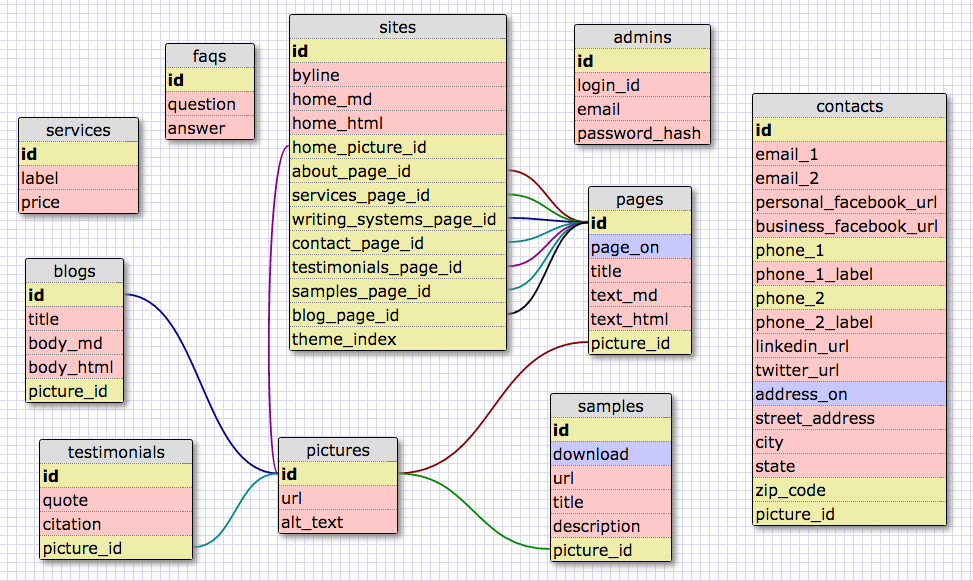 sites
id
byline
home_md
home_html
home_picture_id
about_page_id
services_page_id
writing_systems_page_id
contact_page_id
testimonials_page_id
samples_page_id
blog_page_id
theme_index
admins
id
login_id
email
password_hash
faqs
id
question
answer
contacts
id
email_1
email_2
personal_facebook_url
business_facebook_url
phone_1
phone_1_label
phone_2
phone_2_label
linkedin_url
twitter_url
address_on
street_address
city
state
zip_code
picture_id
services
id
label
price
pages
id
page_on
title
text_md
text_html
picture_id
blogs
id
title
body_md
body_html
picture_id
samples
id
download
url
title
description
picture_id
testimonials
id
quote
citation
picture_id
pictures
id
url
alt_text